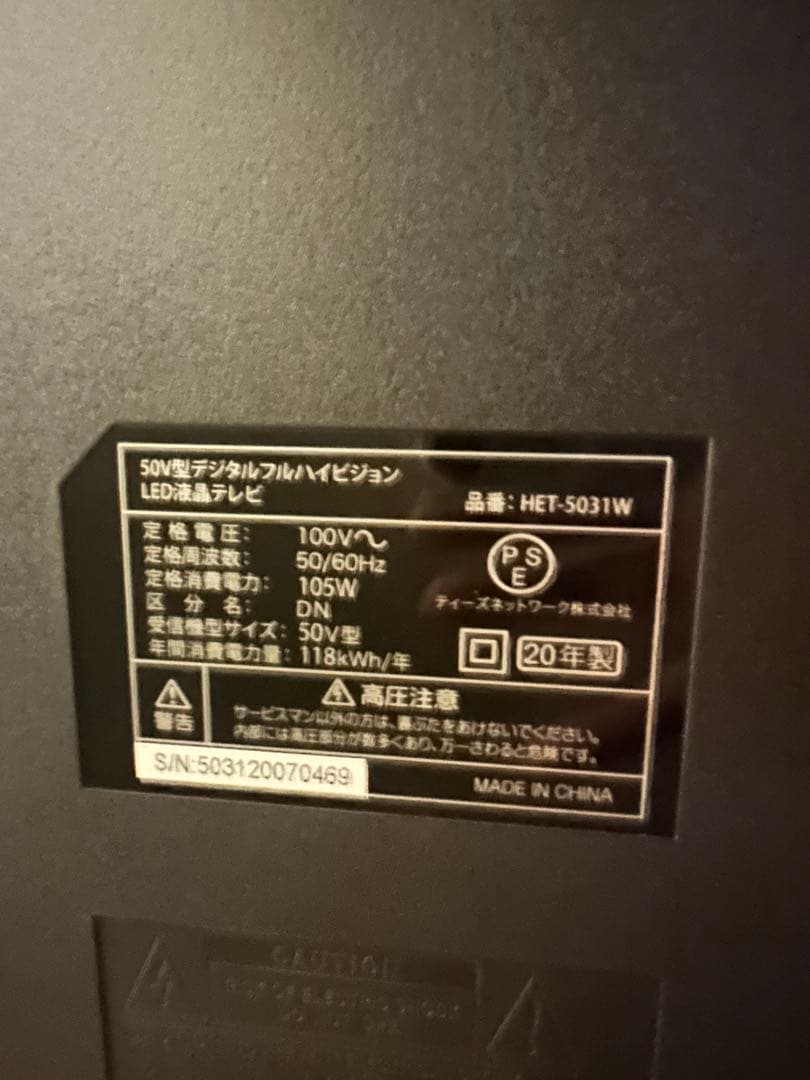 50V型デジタルフルハイビジョン
LED液晶テレビ
品番：HET-5031W
定格電圧： 100V～
定格周波数： 50/60Hz
定格消費電力： 105W
区分名： DN
受信機型サイズ： 50V型
年間消費電力量： 118kWh/年
PSE
ティーズネットワーク株式会社
20年製
警告
高圧注意
サービスマン以外の方は、裏ぶたをあけないでください。
内部には高圧部分が数多くあり、万一さわると危険です。
S/N:503120070469
MADE IN CHINA
CAUTION